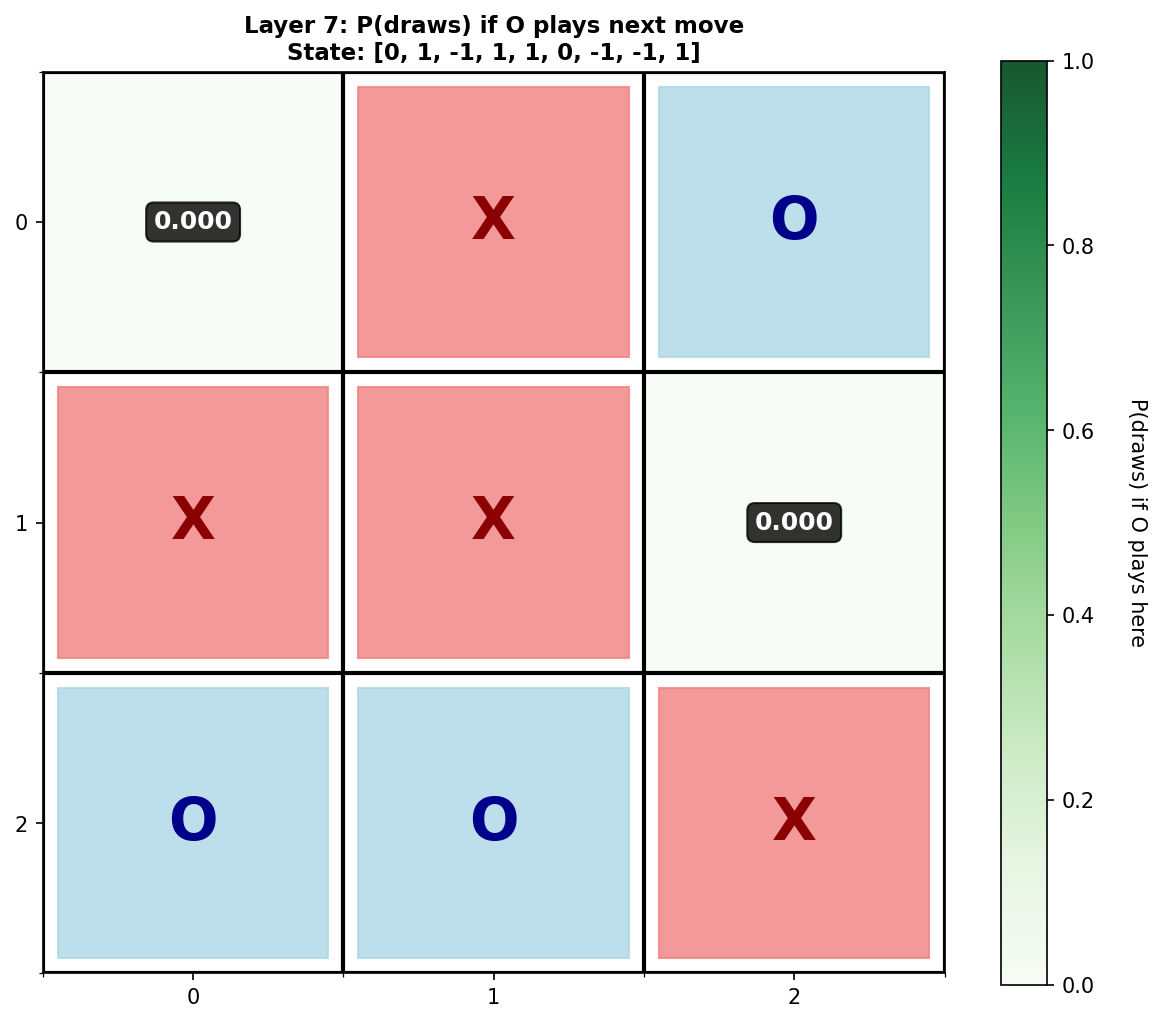 Layer 7: P(draws) if O plays next move
State: [0, 1, -1, 1, 1, 0, -1, -1, 1]
0
0.000
X
O
1
X
X
0.000
2
O
O
X
0
1
2
1.0
0.8
0.6
0.4
0.2
0.0
P(draws) if O plays here